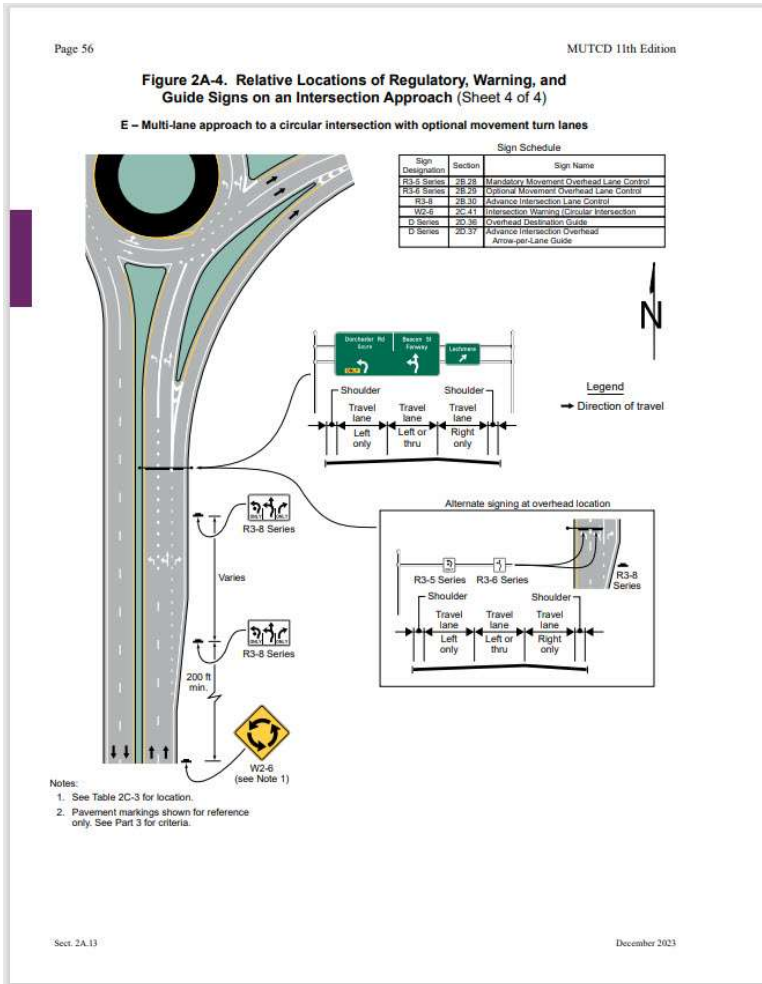 Page 56
MUTCD 11th Edition
Figure 2A-4. Relative Locations of Regulatory, Warning, and
Guide Signs on an Intersection Approach (Sheet 4 of 4)
E – Multi-lane approach to a circular intersection with optional movement turn lanes
Sign Schedule
Sign Designation Section Sign Name
R3-5 Series 2B.28 Mandatory Movement Overhead Lane Control
R3-6 Series 2B.29 Optional Movement Overhead Lane Control
R3-8 2B.30 Advance Intersection Lane Control
W2-6 2C.41 Intersection Warning (Circular Intersection
D Series 2D.36 Overhead Destination Guide
D Series 2D.37 Advance Intersection Overhead
Arrow-per-Lane Guide
N
Dorchester Rd
Beacon St
Fenway
Lechmere
ONLY
Legend
Direction of travel
Shoulder
Shoulder
Travel lane
Travel lane
Travel lane
Left only
Left or thru
Right only
ONLY ONLY
R3-8 Series
Varies
ONLY ONLY
R3-8 Series
200 ft
min.
W2-6
(see Note 1)
Alternate signing at overhead location
R3-5 Series
R3-6 Series
R3-8
Series
Shoulder
Shoulder
Travel lane
Travel lane
Travel lane
Left only
Left or thru
Right only
Notes:
1. See Table 2C-3 for location.
2. Pavement markings shown for reference
only. See Part 3 for criteria.
Sect. 2A.13
December 2023